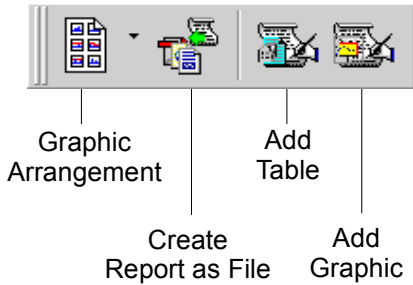 Graphic
Arrangement
Add
Table
Create
Report as File
Add
Graphic